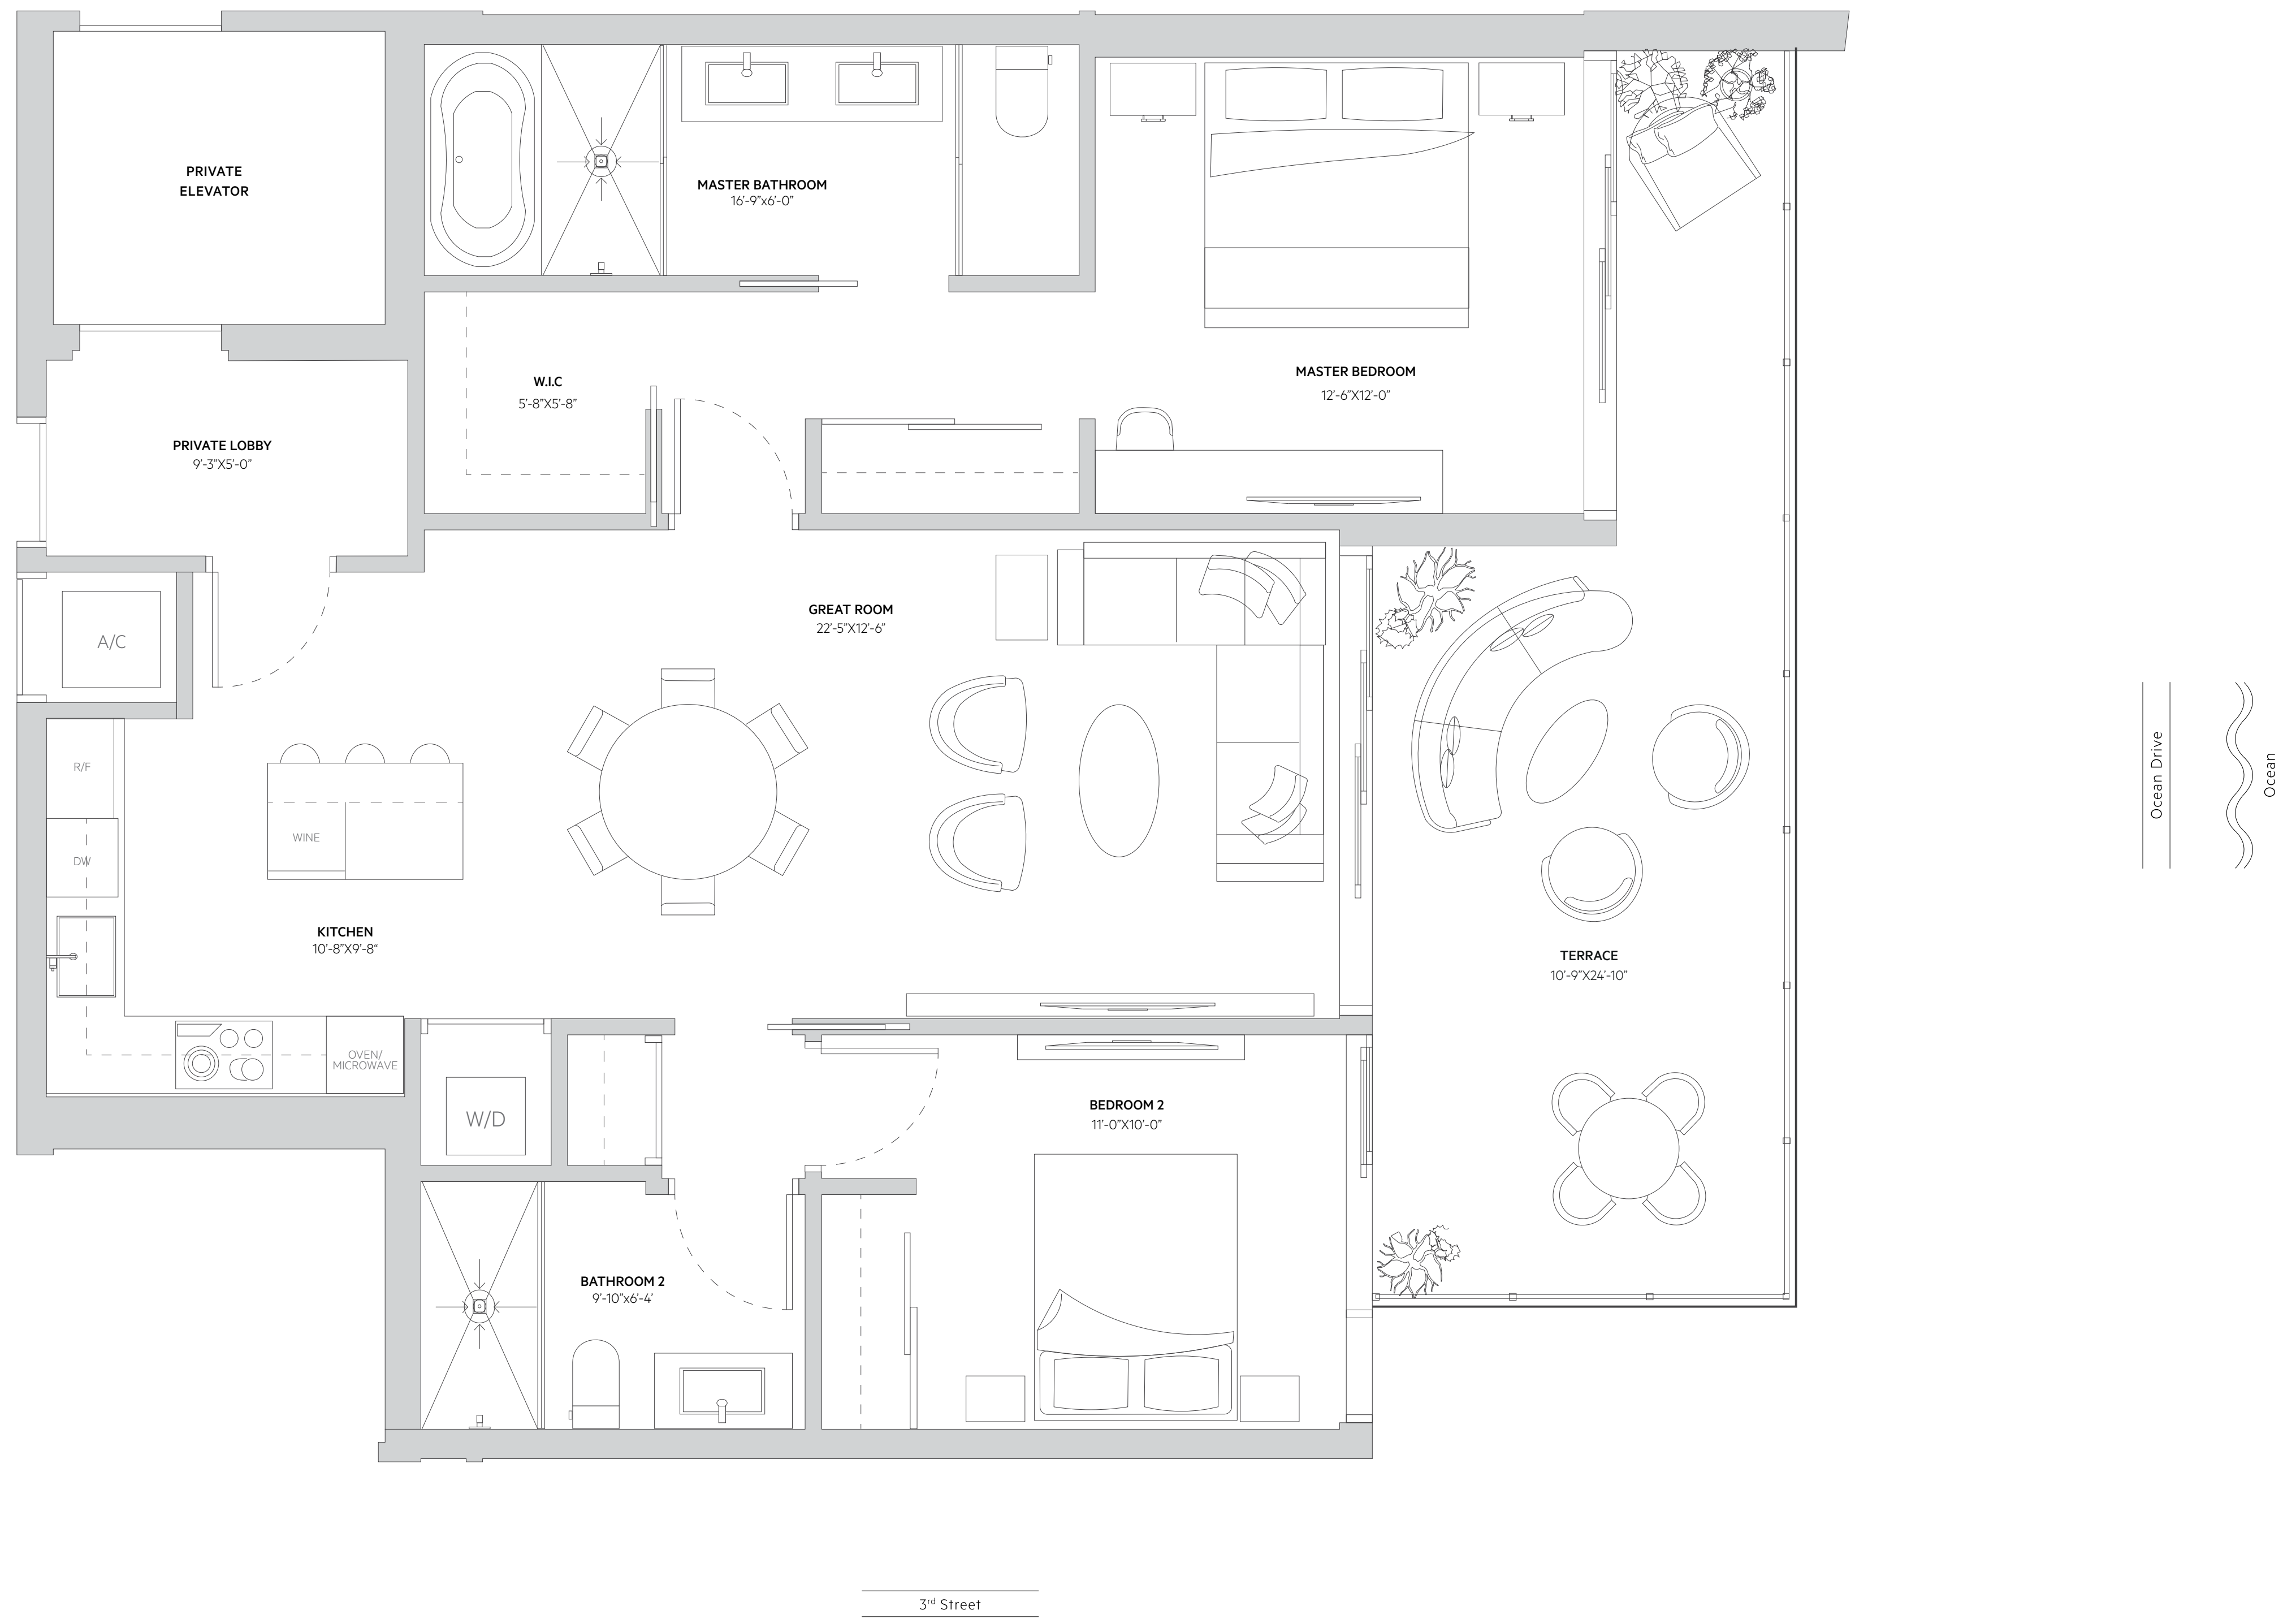 PRIVATE
ELEVATOR
MASTER BATHROOM
16’-9”x6’-0”
W.I.C
5’-8”X5’-8”
MASTER BEDROOM
12’-6”X12’-0”
PRIVATE LOBBY
9’-3”X5’-0”
A/C
GREAT ROOM
22’-5”X12’-6”
R/F
WINE
DW
KITCHEN
10’-8”X9’-8“
OVEN/
MICROWAVE
W/D
TERRACE
10’-9”X24’-10”
BEDROOM 2
11’-0”X10’-0”
BATHROOM 2
9’-10”x6’-4’
Ocean Drive
Ocean
3rd Street